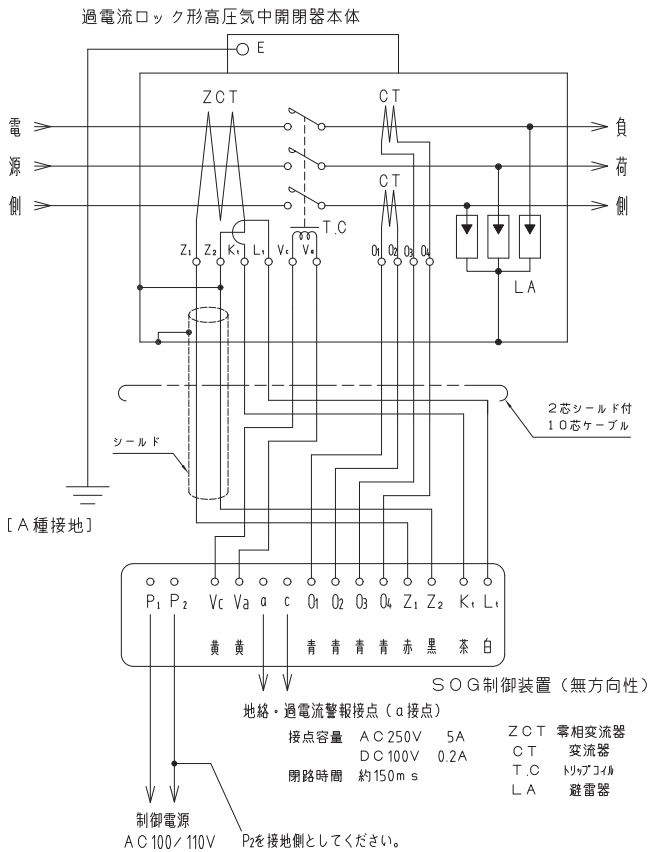 過電流ロック形高圧気中開閉器本体
E
ZCT
CT
電
源
側
負
荷
側
CT
T.C
Z1 Z2 Kt Lt Vc Va O1 O2 O3 O4
LA
2芯シールド付
10芯ケーブル
シールド
[A種接地]
P1 P2 Vc Va a c O1 O2 O3 O4 Z1 Z2 Kt Lt
黄 黄 青 青 青 青 赤 黒 茶 白
SOG制御装置(無方向性)
地絡・過電流警報接点(a接点)
接点容量 AC250V 5A
DC100V 0.2A
閉路時間 約150ms
ZCT 零相変流器
CT 変流器
T.C トリップコイル
LA 避雷器
制御電源
AC100/110V
P2を接地側としてください。